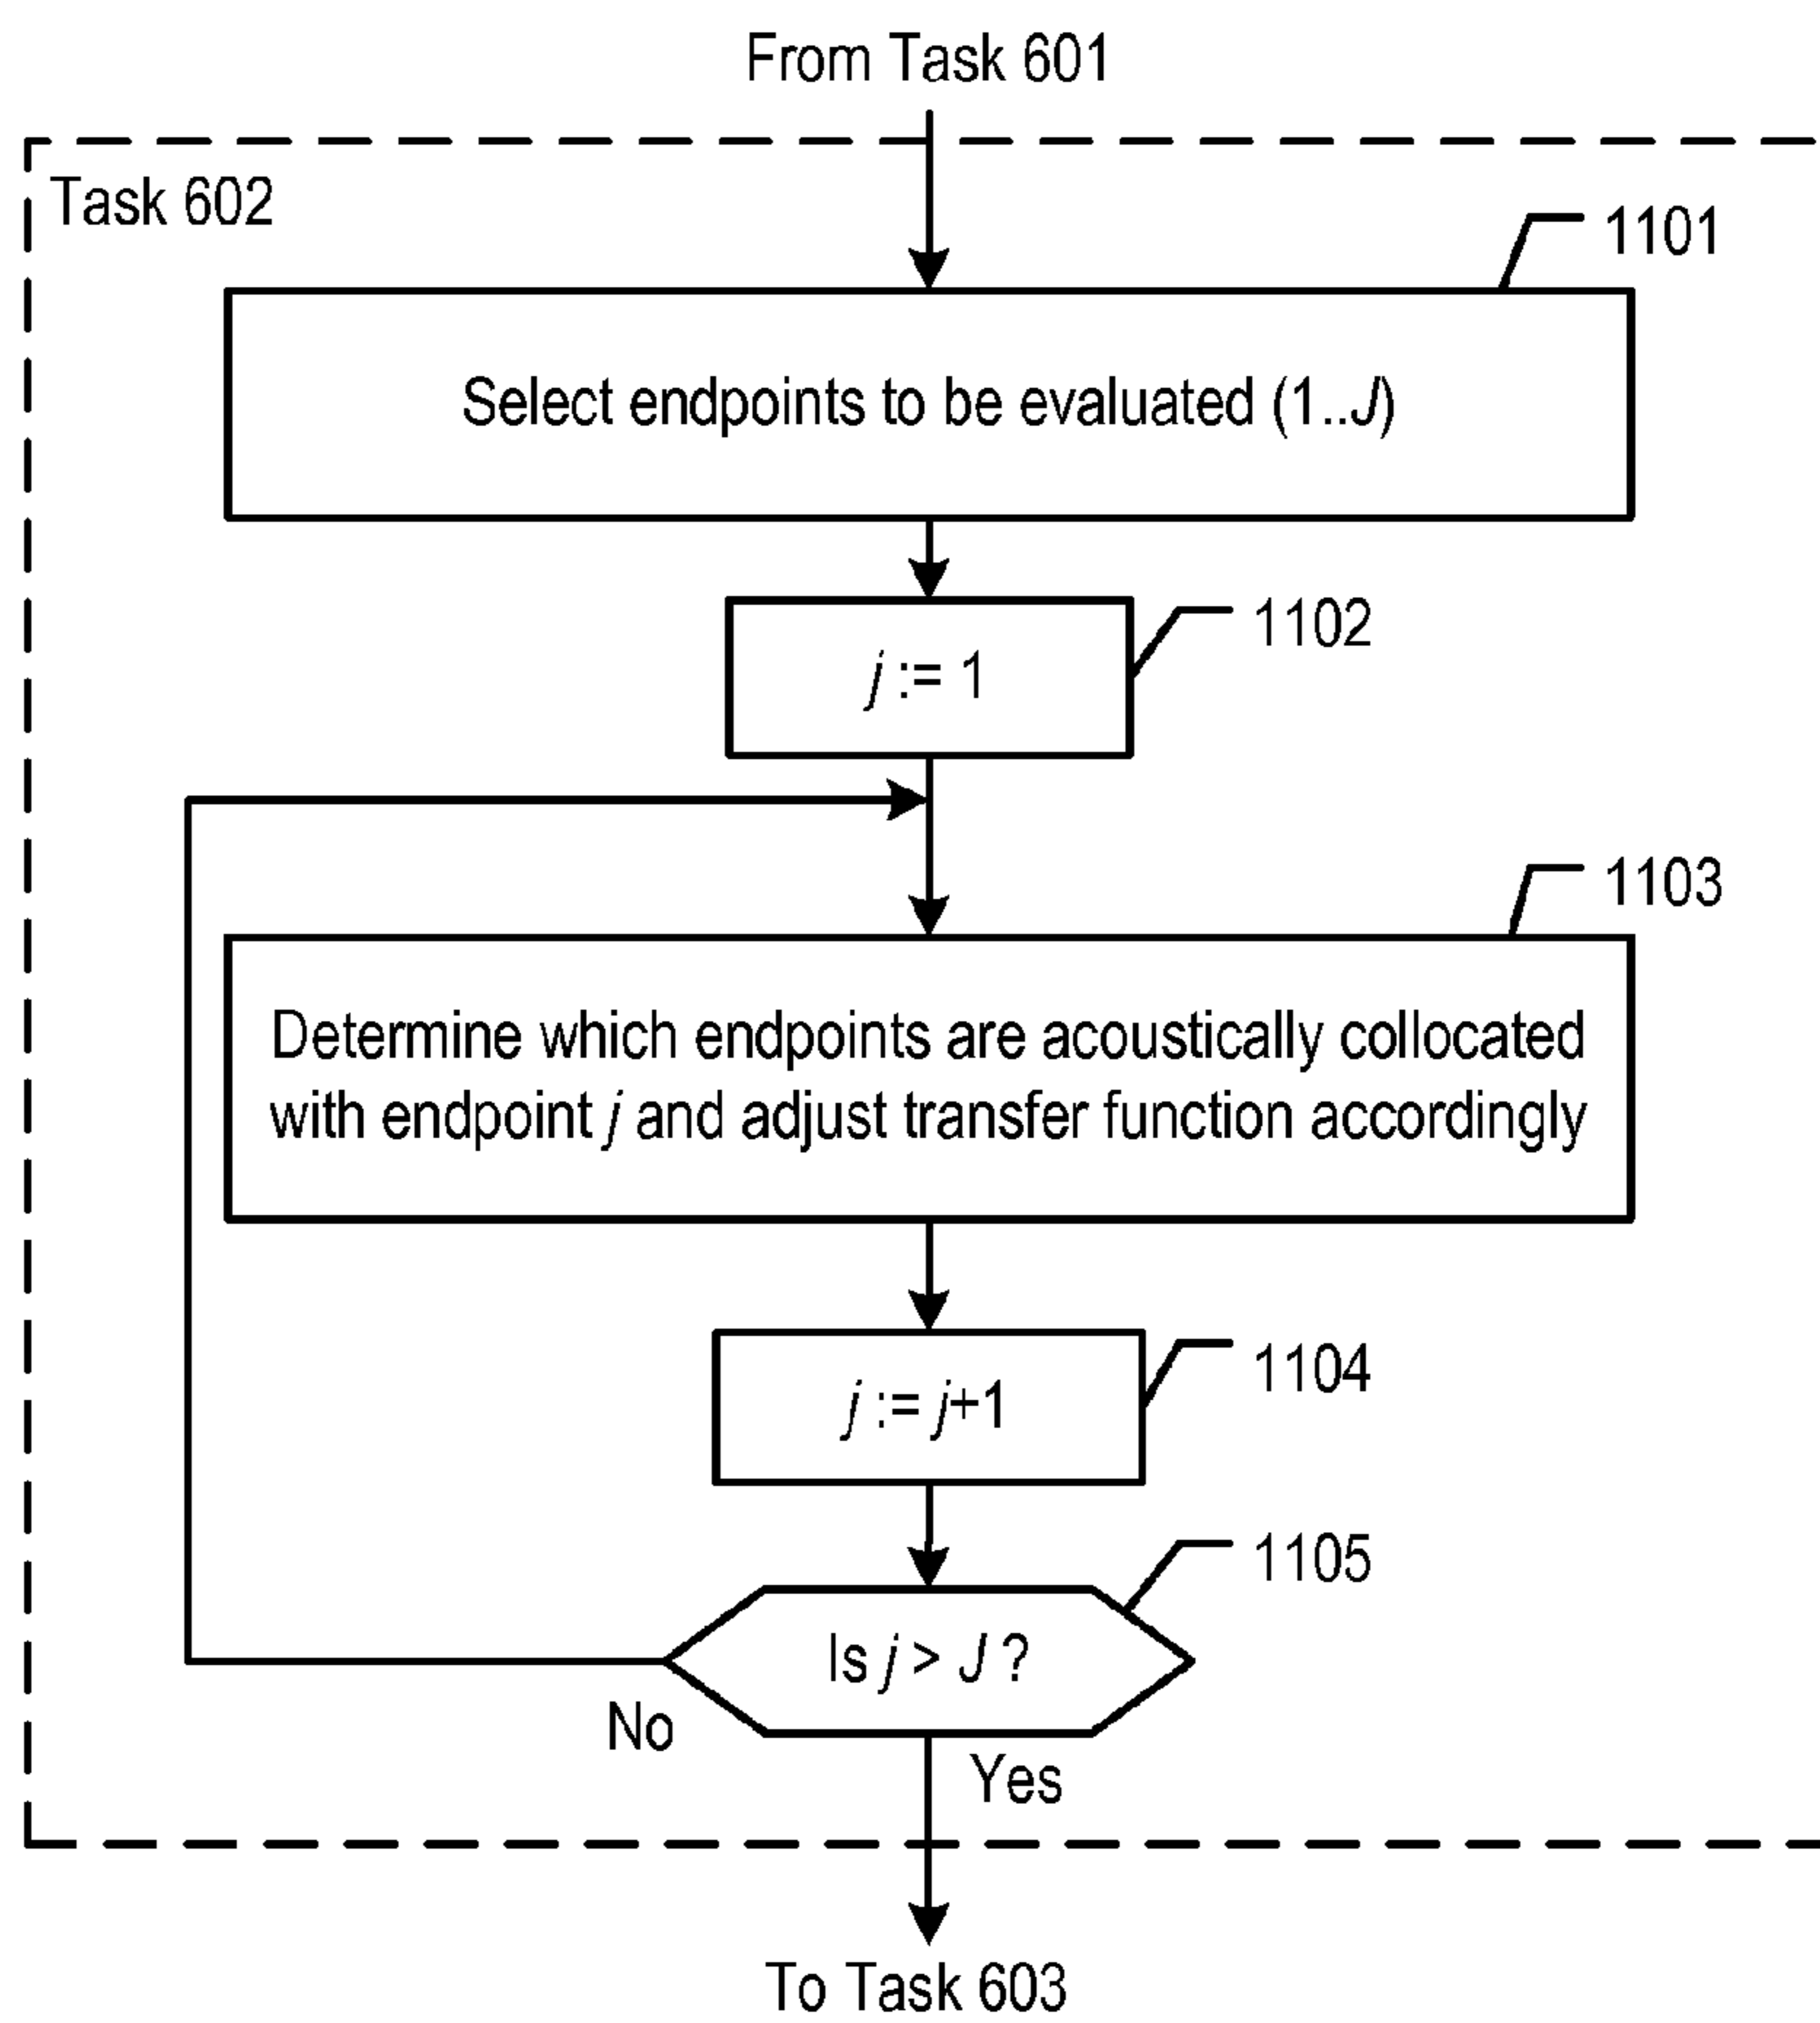 From Task 601
Task 602
1101
Select endpoints to be evaluated (1..J)
1102
j := 1
1103
Determine which endpoints are acoustically collocated
with endpoint j and adjust transfer function accordingly
1104
j := j+1
1105
Is j > J ?
No
Yes
To Task 603